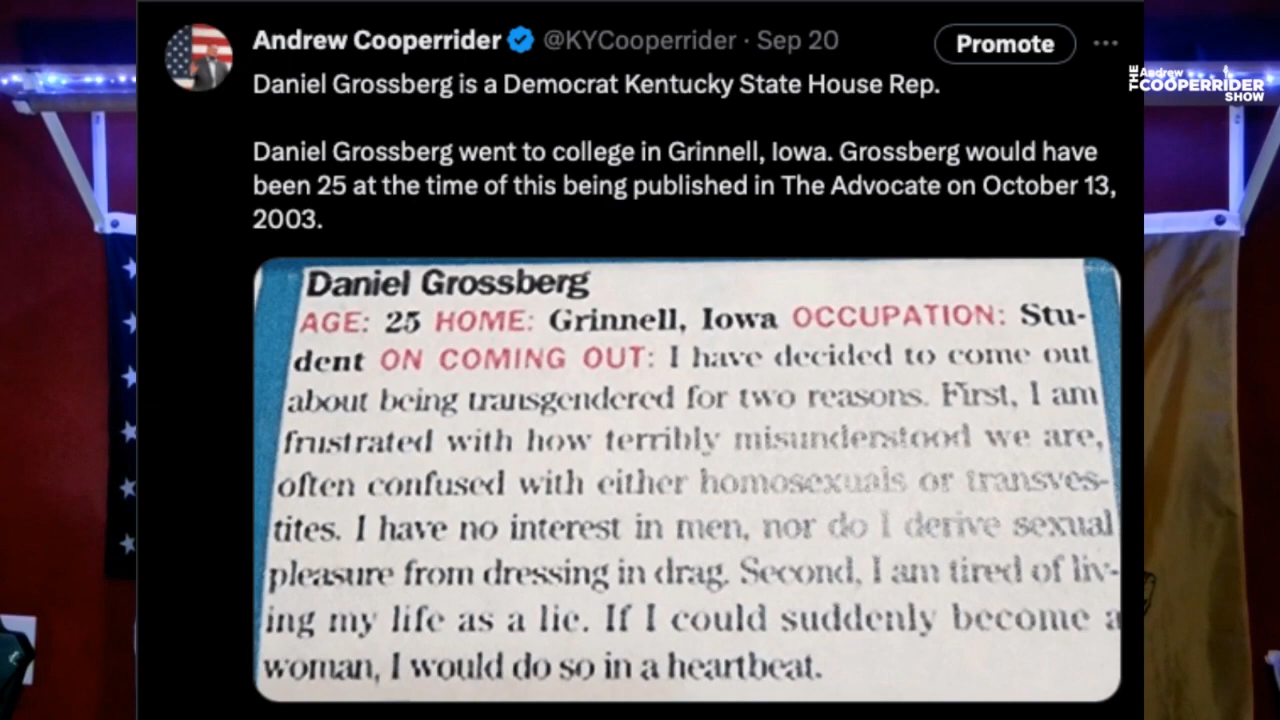 Andrew Cooperrider @KYCooperrider · Sep 20
Promote
Daniel Grossberg is a Democrat Kentucky State House Rep.
Daniel Grossberg went to college in Grinnell, Iowa. Grossberg would have
been 25 at the time of this being published in The Advocate on October 13,
2003.
THE Andrew
COOPERRIDER
SHOW
Daniel Grossberg
AGE: 25 HOME: Grinnell, Iowa OCCUPATION: Stu-
dent ON COMING OUT: I have decided to come out
about being transgendered for two reasons. First, I am
frustrated with how terribly misunderstood we are,
often confused with either homosexuals or transves-
tites. I have no interest in men, nor do I derive sexual
pleasure from dressing in drag. Second, I am tired of liv-
ing my life as a lie. If I could suddenly become a
woman, I would do so in a heartbeat.